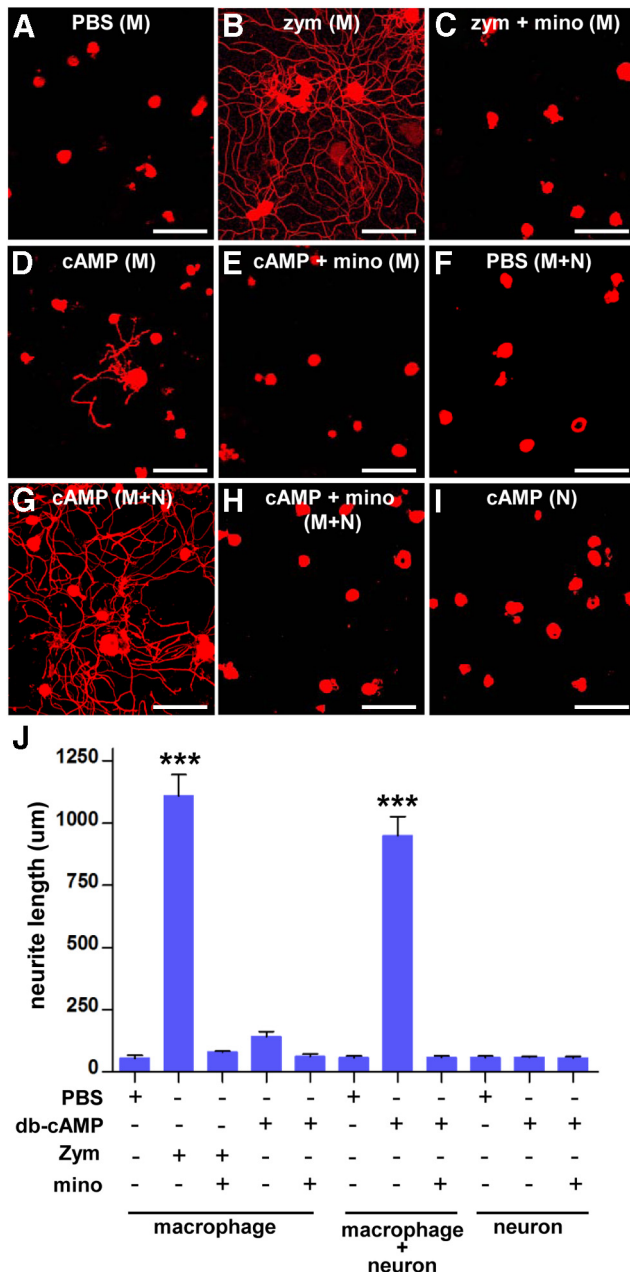 A PBS (M)
B zym (M)
C zym + mino (M)
D cAMP (M)
E cAMP + mino (M)
F PBS (M+N)
G cAMP (M+N)
H cAMP + mino
(M+N)
I cAMP (N)
J
1250
1000
750
500
250
0
neurite length (um)
***
***
PBS + - - - - + - - + - -
db-cAMP - - - + + - + + - + +
Zym - + + - - - - - - - -
mino - - + - + - - + - - +
macrophage
macrophage
+
neuron
neuron